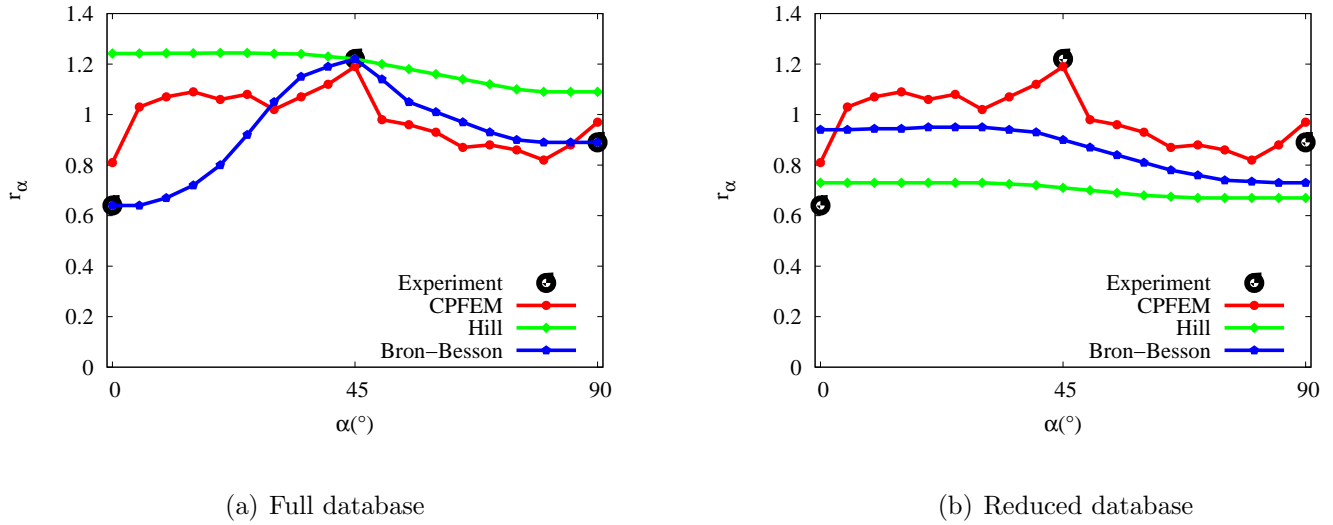 1.4
1.2
1
0.8
0.6
0.4
0.2
0
rα
0 45 90
α(°)
Experiment
CPFEM
Hill
Bron−Besson
(a) Full database
1.4
1.2
1
0.8
0.6
0.4
0.2
0
rα
0 45 90
α(°)
Experiment
CPFEM
Hill
Bron−Besson
(b) Reduced database